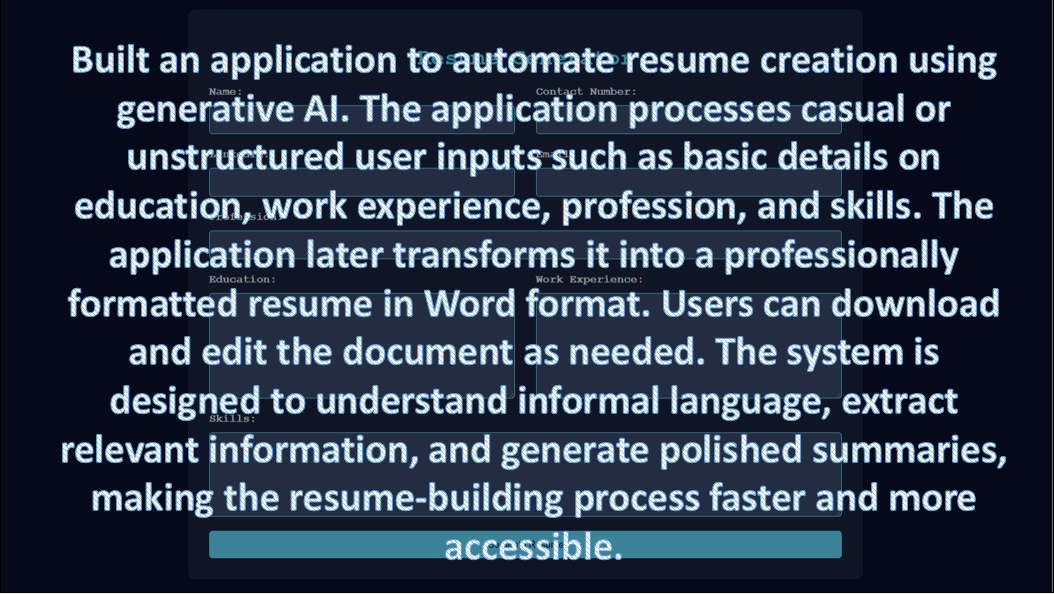 Resume Generator
Built an application to automate resume creation using
Name:
Contact Number:
generative AI. The application processes casual or
unstructured user inputs such as basic details on
education, work experience, profession, and skills. The
application later transforms it into a professionally
Education:
Work Experience:
formatted resume in Word format. Users can download
and edit the document as needed. The system is
designed to understand informal language, extract
Skills:
relevant information, and generate polished summaries,
making the resume-building process faster and more
accessible.